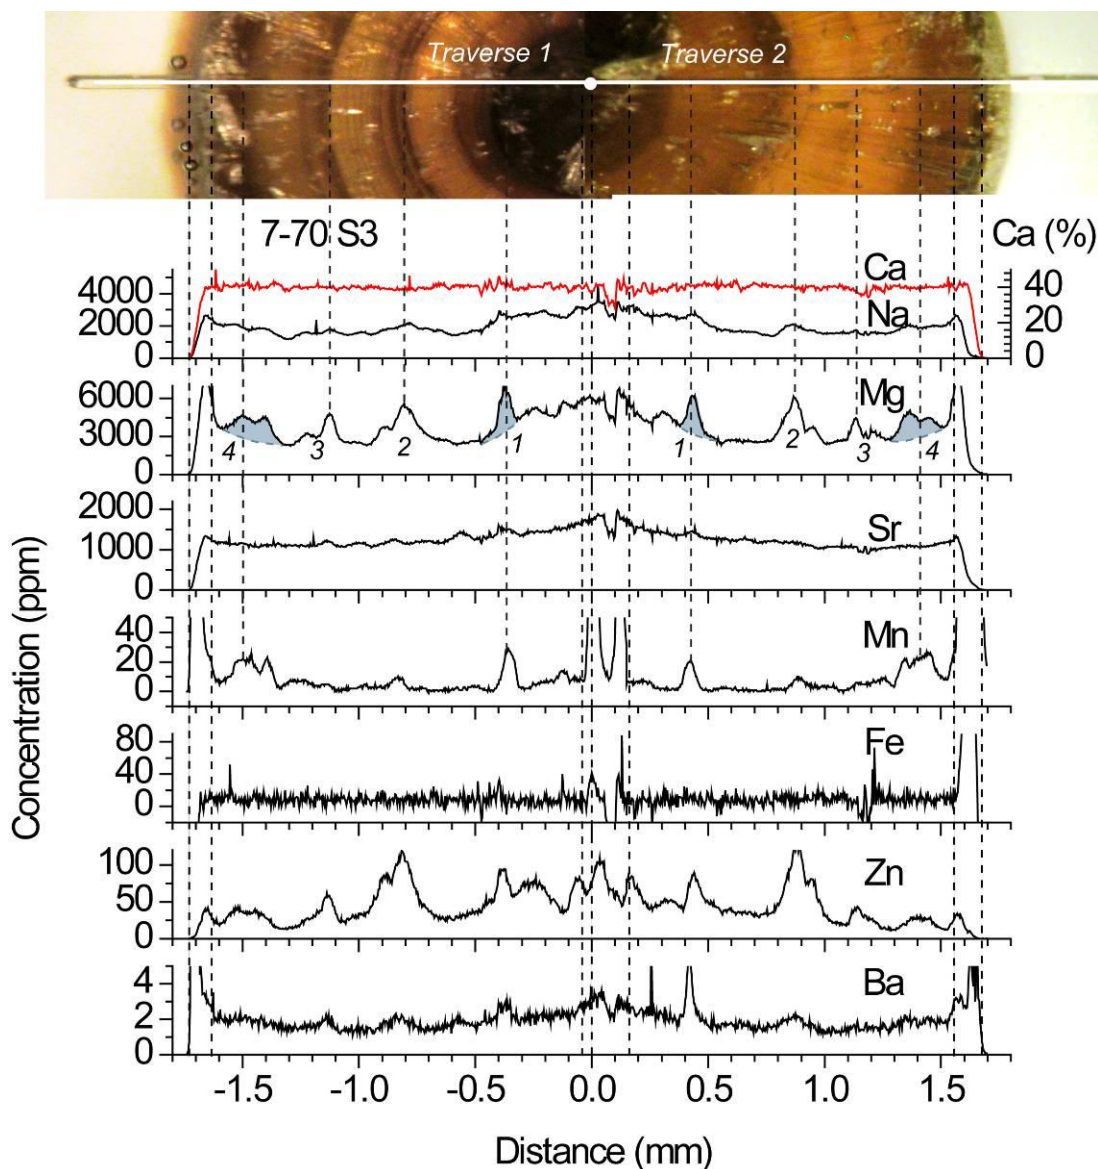 Traverse 1 Traverse 2
7-70 S3 Ca (%)
Ca
4000 40
Na
2000 20
0 0
6000 Mg
3000
4 3 2 1 1 2 3 4
0
2000
Sr
1000
0
Mn
40
20
0
Fe
80
40
0
100 Zn
50
0
4 Ba
2
0
-1.5 -1.0 -0.5 0.0 0.5 1.0 1.5
Distance (mm)
Concentration (ppm)